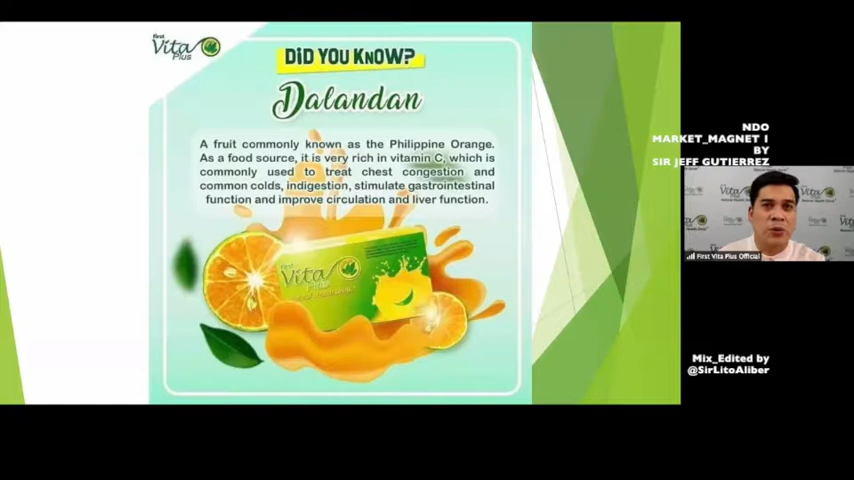 First
Vita
Plus
DiD YOU KNOW?
Dalandan
A fruit commonly known as the Philippine Orange.
As a food source, it is very rich in vitamin C, which is
commonly used to treat chest congestion and
common colds, indigestion, stimulate gastrointestinal
function and improve circulation and liver function.
First
Vita
Plus
NDO
MARKET_MAGNET I
BY
SIR JEFF GUTIERREZ
First Vita Plus Official
Mix_Edited by
@SirLitoAliber